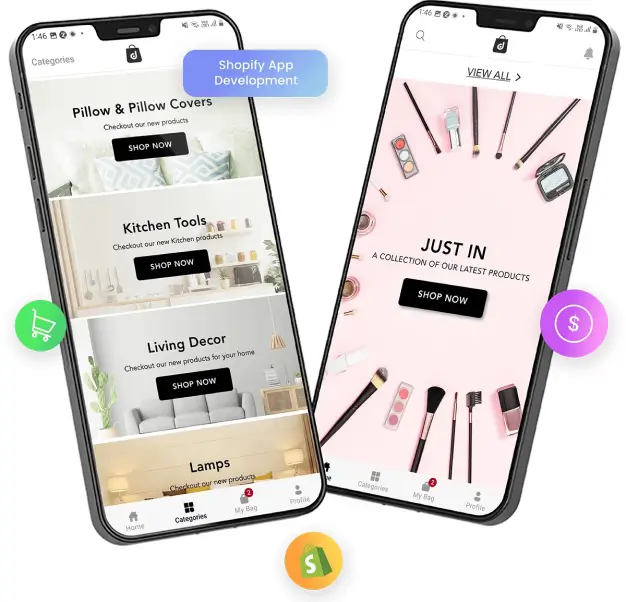 1:46
Categories
Pillow & Pillow Covers
Checkout our new products
SHOP NOW
Kitchen Tools
Checkout our new Kitchen products
SHOP NOW
Living Decor
Checkout our new products for your home
SHOP NOW
Lamps
Checkout our new products
Home
Categories
2
My Bag
Profile
Shopify App
Development
1:46
VIEW ALL >
JUST IN
A COLLECTION OF OUR LATEST PRODUCTS
SHOP NOW
Categories
2
My Bag
Profile
$
S